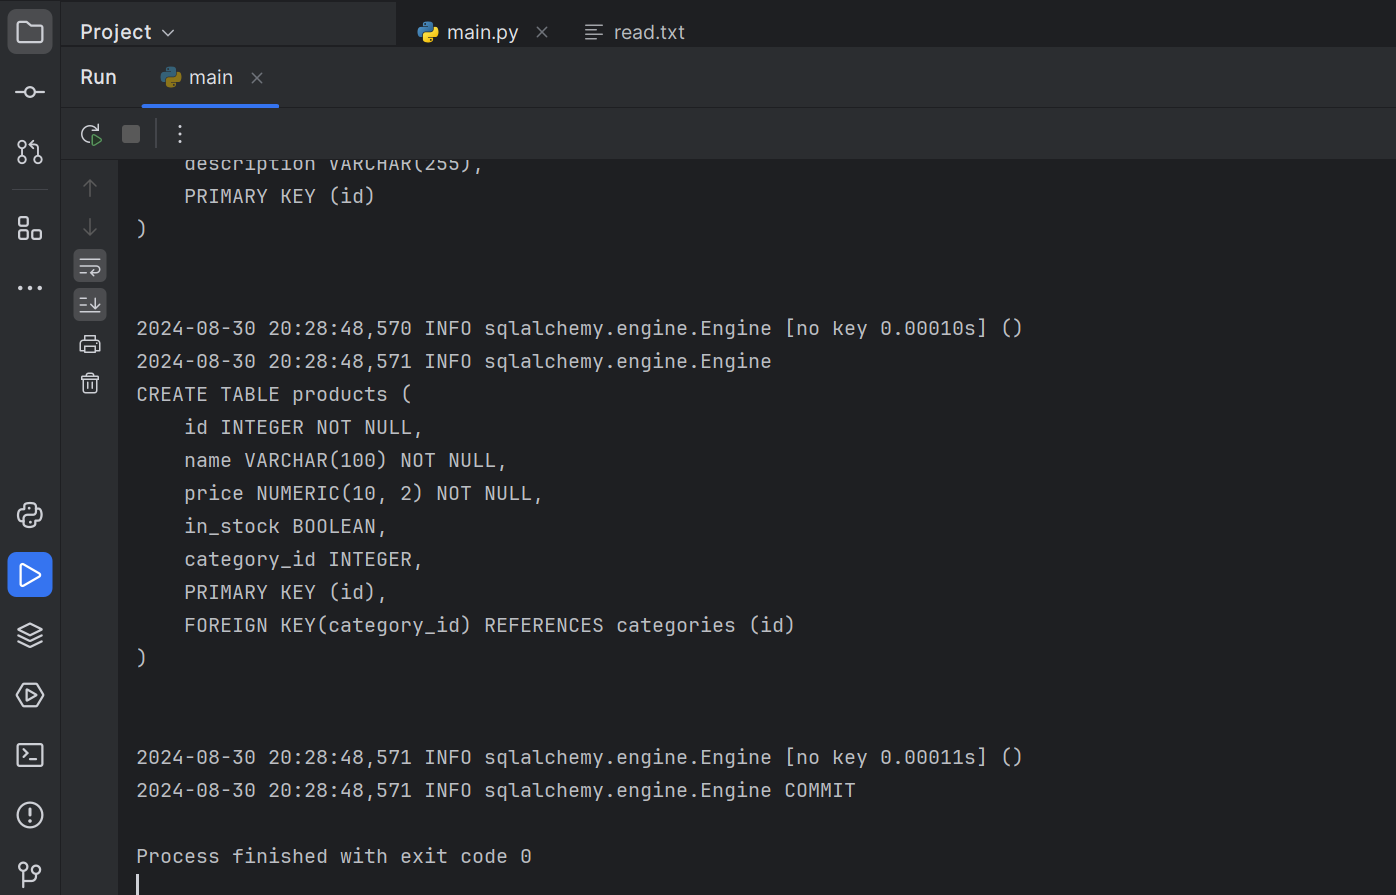 Project
main.py
read.txt
Run
main
description VARCHAR(255),
PRIMARY KEY (id)
)
2024-08-30 20:28:48,570 INFO sqlalchemy.engine.Engine [no key 0.00010s] ()
2024-08-30 20:28:48,571 INFO sqlalchemy.engine.Engine
CREATE TABLE products (
id INTEGER NOT NULL,
name VARCHAR(100) NOT NULL,
price NUMERIC(10, 2) NOT NULL,
in_stock BOOLEAN,
category_id INTEGER,
PRIMARY KEY (id),
FOREIGN KEY(category_id) REFERENCES categories (id)
)
2024-08-30 20:28:48,571 INFO sqlalchemy.engine.Engine [no key 0.00011s] ()
2024-08-30 20:28:48,571 INFO sqlalchemy.engine.Engine COMMIT
Process finished with exit code 0